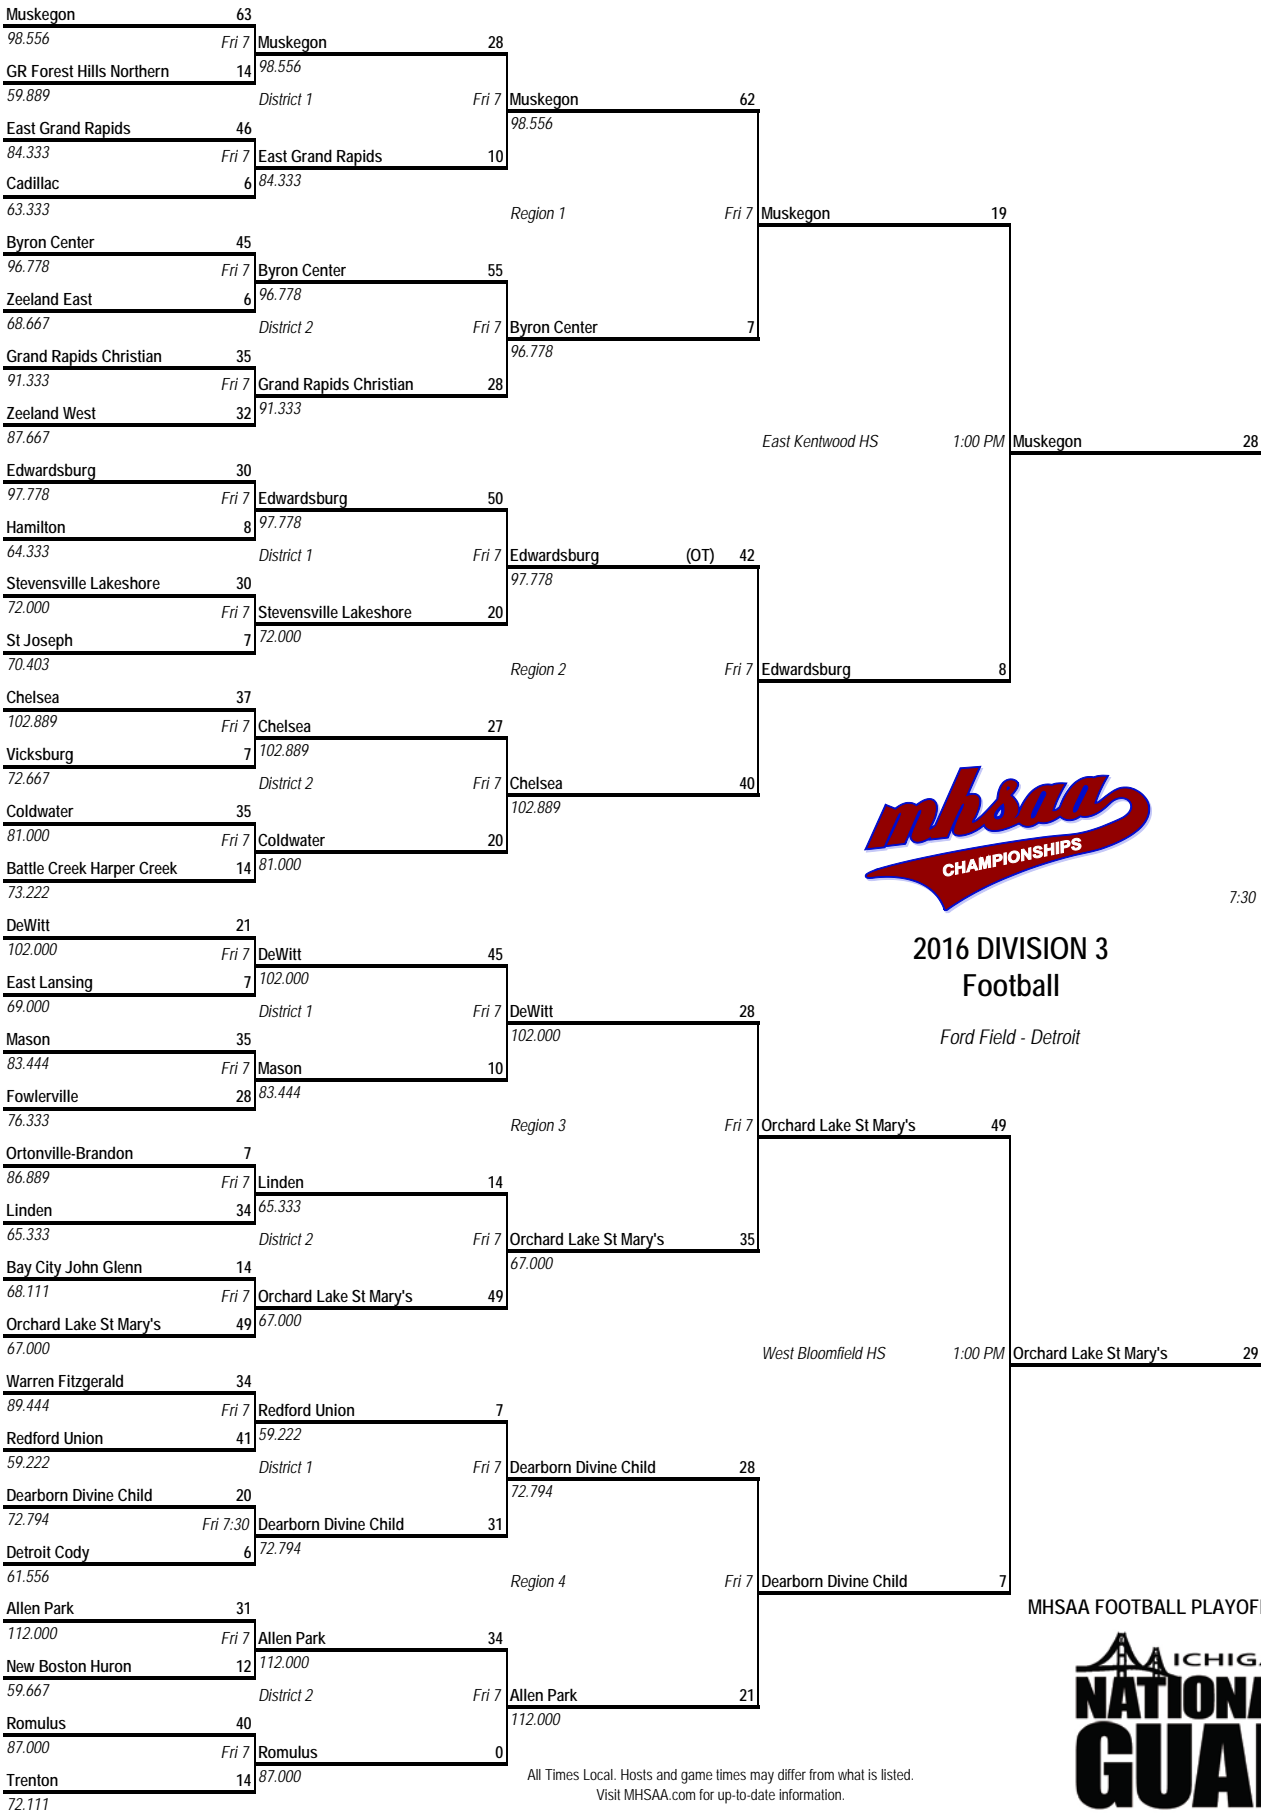 Muskegon 63
98.556 Fri 7 Muskegon 28
GR Forest Hills Northern 14 98.556
59.889 District 1 Fri 7 Muskegon 62
East Grand Rapids 46 98.556
84.333 Fri 7 East Grand Rapids 10
Cadillac 6 84.333
63.333 Region 1 Fri 7 Muskegon 19
Byron Center 45
96.778 Fri 7 Byron Center 55
Zeeland East 6 96.778
68.667 District 2 Fri 7 Byron Center 7
Grand Rapids Christian 35 96.778
91.333 Fri 7 Grand Rapids Christian 28
Zeeland West 32 91.333
87.667 East Kentwood HS 1:00 PM Muskegon 28
Edwardsburg 30
97.778 Fri 7 Edwardsburg 50
Hamilton 8 97.778
64.333 District 1 Fri 7 Edwardsburg (OT) 42
Stevensville Lakeshore 30 97.778
72.000 Fri 7 Stevensville Lakeshore 20
St Joseph 7 72.000
70.403 Region 2 Fri 7 Edwardsburg 8
Chelsea 37
102.889 Fri 7 Chelsea 27
Vicksburg 7 102.889
72.667 District 2 Fri 7 Chelsea 40
Coldwater 35 102.889
81.000 Fri 7 Coldwater 20
Battle Creek Harper Creek 14 81.000
73.222
mhsaa
CHAMPIONSHIPS
7:30
2016 DIVISION 3
Football
Ford Field - Detroit
DeWitt 21
102.000 Fri 7 DeWitt 45
East Lansing 7 102.000
69.000 District 1 Fri 7 DeWitt 28
Mason 35 102.000
83.444 Fri 7 Mason 10
Fowlerville 28 83.444
76.333 Region 3 Fri 7 Orchard Lake St Mary's 49
Ortonville-Brandon 7
86.889 Fri 7 Linden 14
Linden 34 65.333
65.333 District 2 Fri 7 Orchard Lake St Mary's 35
Bay City John Glenn 14 67.000
68.111 Fri 7 Orchard Lake St Mary's 49
Orchard Lake St Mary's 49 67.000
67.000 West Bloomfield HS 1:00 PM Orchard Lake St Mary's 29
Warren Fitzgerald 34
89.444 Fri 7 Redford Union 7
Redford Union 41 59.222
59.222 District 1 Fri 7 Dearborn Divine Child 28
Dearborn Divine Child 20 72.794
72.794 Fri 7:30 Dearborn Divine Child 31
Detroit Cody 6 72.794
61.556 Region 4 Fri 7 Dearborn Divine Child 7
Allen Park 31
112.000 Fri 7 Allen Park 34
New Boston Huron 12 112.000
59.667 District 2 Fri 7 Allen Park 21
Romulus 40 112.000
87.000 Fri 7 Romulus 0
Trenton 14 87.000
72.111
MHSAA FOOTBALL
GUA
All Times Local. Hosts and game times may differ from what is listed.
Visit MHSAA.com for up-to-date information.